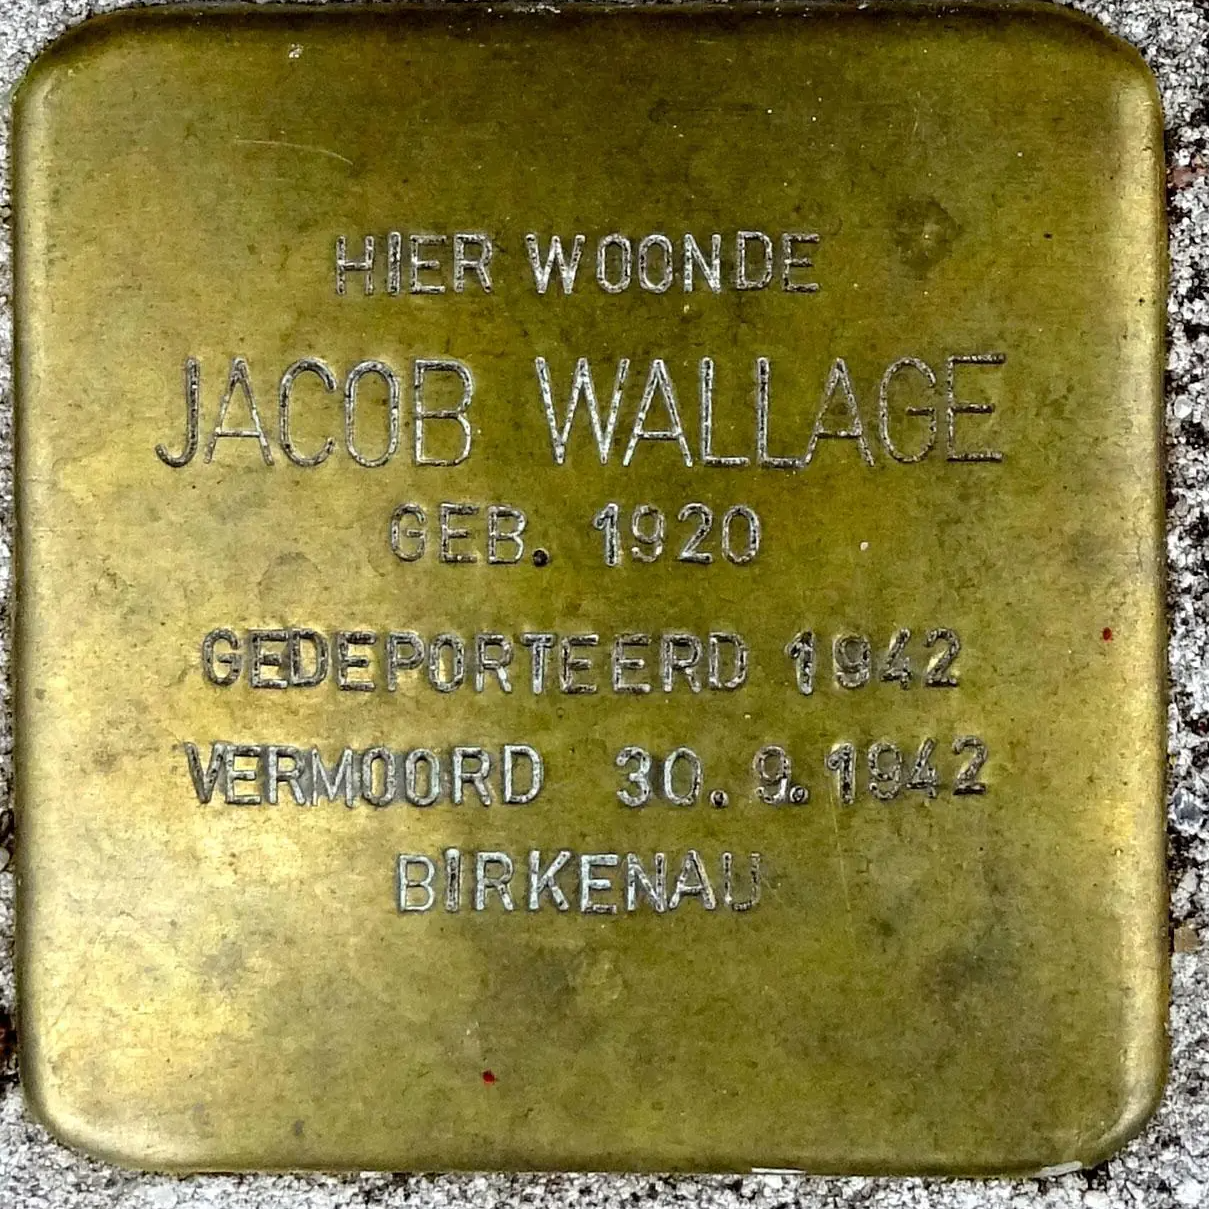 HIER WOONDE
JACOB WALLAGE
GEB. 1920
GEDEPORTEERD 1942
VERMOORD 30.9.1942
BIRKENAU